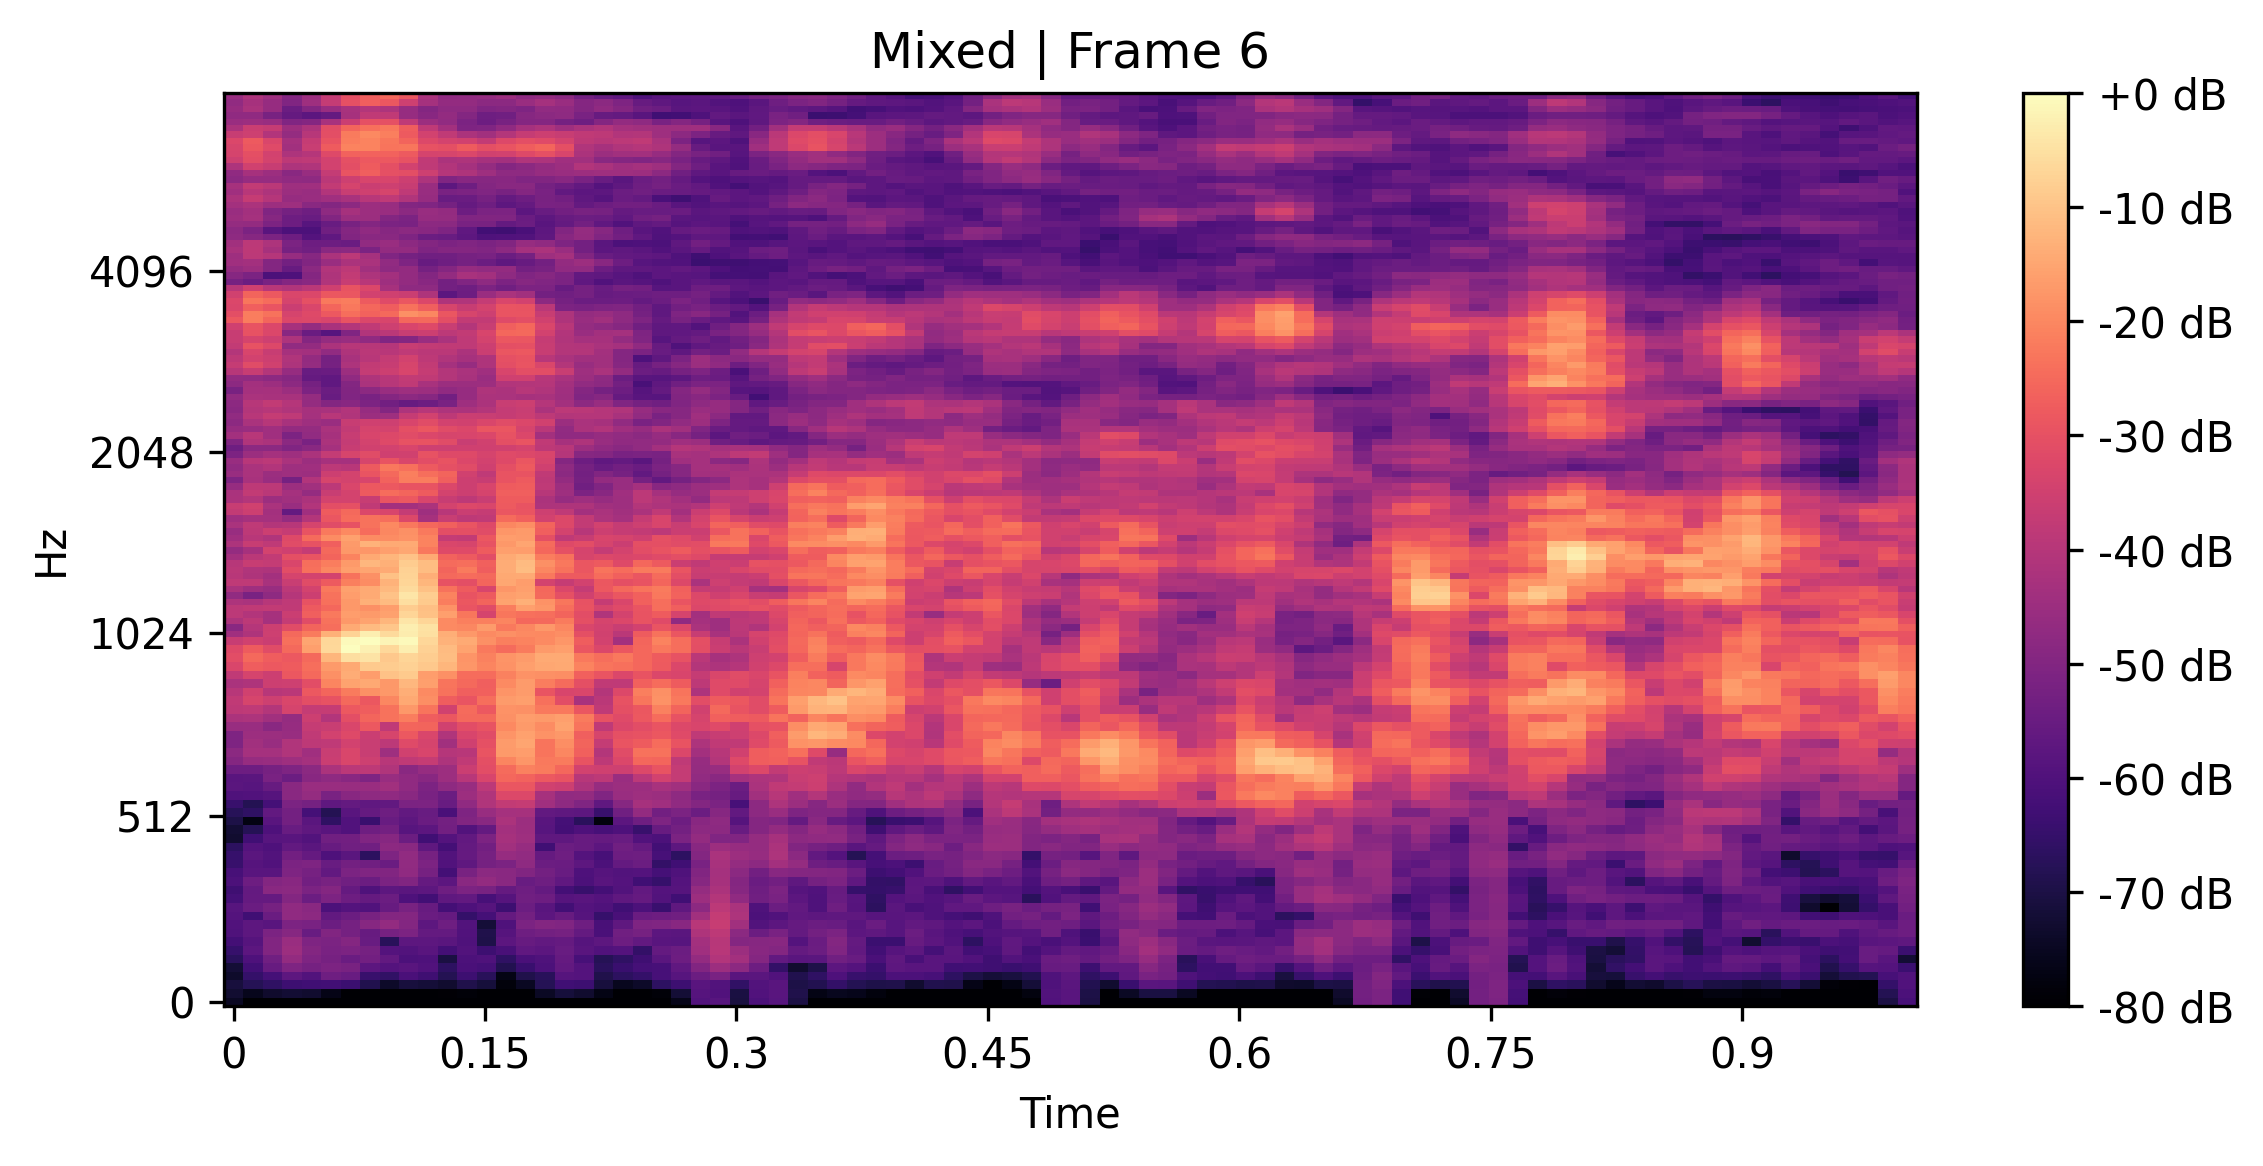 Mixed | Frame 6
Hz
4096
2048
1024
512
0
0 0.15 0.3 0.45 0.6 0.75 0.9
Time
+0 dB
-10 dB
-20 dB
-30 dB
-40 dB
-50 dB
-60 dB
-70 dB
-80 dB